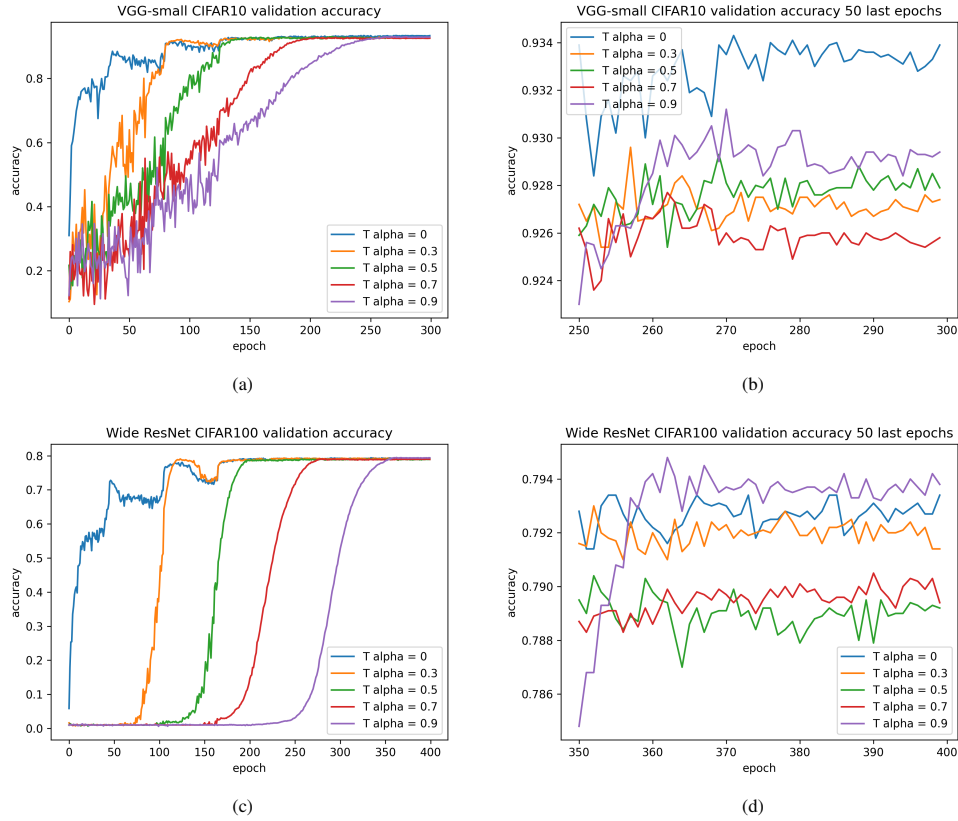 VGG-small CIFAR10 validation accuracy
accuracy
0.8
0.6
0.4
0.2
T alpha = 0
T alpha = 0.3
T alpha = 0.5
T alpha = 0.7
T alpha = 0.9
0 50 100 150 200 250 300
epoch
(a)
VGG-small CIFAR10 validation accuracy 50 last epochs
accuracy
0.934
0.932
0.930
0.928
0.926
0.924
T alpha = 0
T alpha = 0.3
T alpha = 0.5
T alpha = 0.7
T alpha = 0.9
250 260 270 280 290 300
epoch
(b)
Wide ResNet CIFAR100 validation accuracy
accuracy
0.8
0.7
0.6
0.5
0.4
0.3
0.2
0.1
0.0
T alpha = 0
T alpha = 0.3
T alpha = 0.5
T alpha = 0.7
T alpha = 0.9
0 50 100 150 200 250 300 350 400
epoch
(c)
Wide ResNet CIFAR100 validation accuracy 50 last epochs
accuracy
0.794
0.792
0.790
0.788
0.786
T alpha = 0
T alpha = 0.3
T alpha = 0.5
T alpha = 0.7
T alpha = 0.9
350 360 370 380 390 400
epoch
(d)